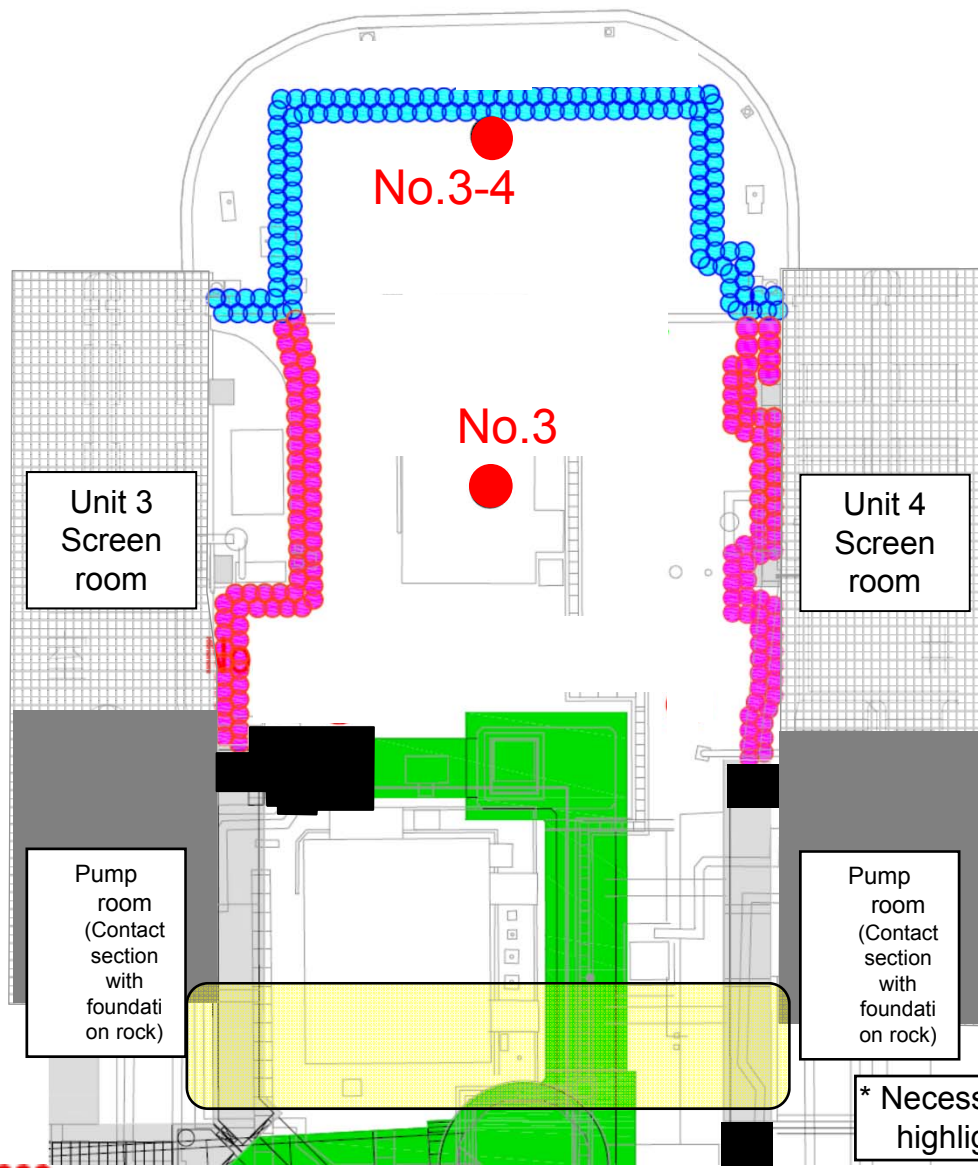 No.3-4
No.3
Unit 3
Screen
room
Unit 4
Screen
room
Pump
room
(Contact
section
with
foundati
on rock)
Pump
room
(Contact
section
with
foundati
on rock)
* Necess
highlig